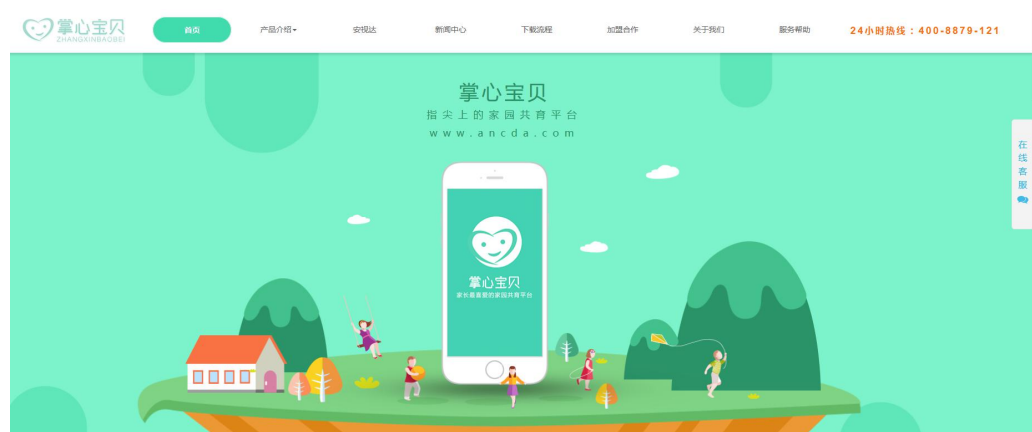 掌心宝贝
ZHANGXINBAOBEI
首页
产品介绍
安视达
新闻中心
下载流程
加盟合作
关于我们
服务帮助
24小时热线：400-8879-121
掌心宝贝
指尖上的家园共育平台
www.ancda.com
掌心宝贝
家长最喜爱的家园共育平台
在线客服